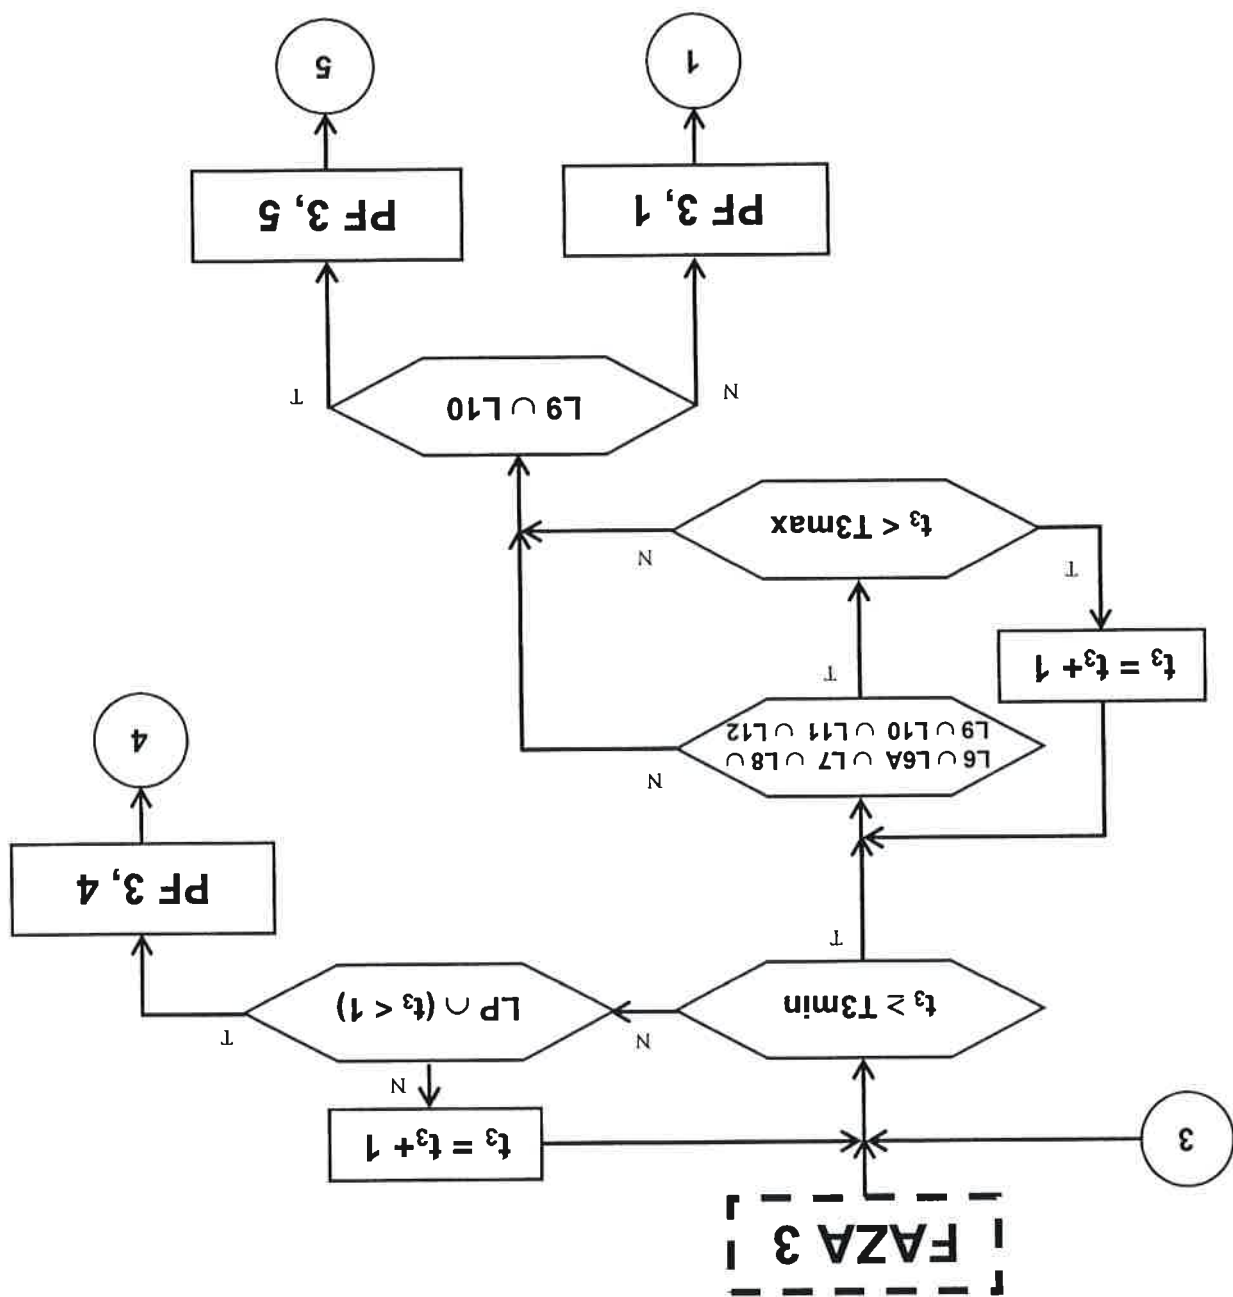 FAZA 3
3
t₃ = t₃+ 1
N
t₃ ≥ T3min
N
LP ∩ (t₃ < 1)
T
T
PF 3, 4
4
L6 ∪ L6A ∪ L7 ∪ L8 ∪
L9 ∪ L10 ∪ L11 ∪ L12
N
T
t₃ = t₃+ 1
T
t₃ < T3max
N
L9 ∪ L10
N
T
PF 3, 1
PF 3, 5
1
5